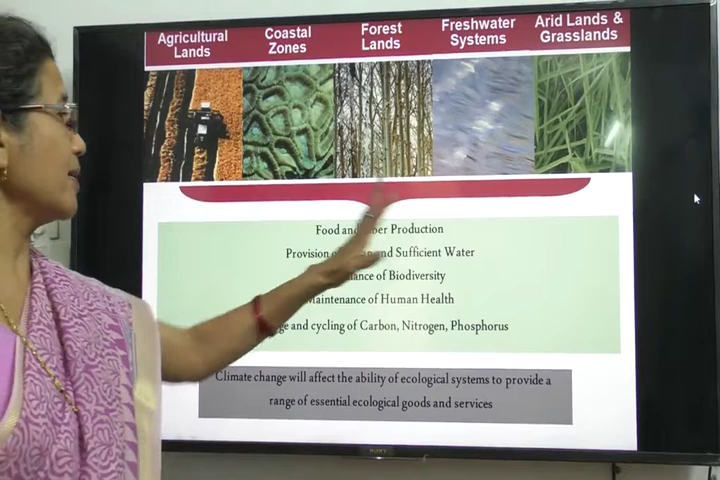 Agricultural Lands
Coastal Zones
Forest Lands
Freshwater Systems
Arid Lands & Grasslands
Food and Production
Provision and Sufficient Water
of Biodiversity
Maintenance of Human Health
and cycling of Carbon, Nitrogen, Phosphorus
Climate change will affect the ability of ecological systems to provide a
range of essential ecological goods and services
SONY